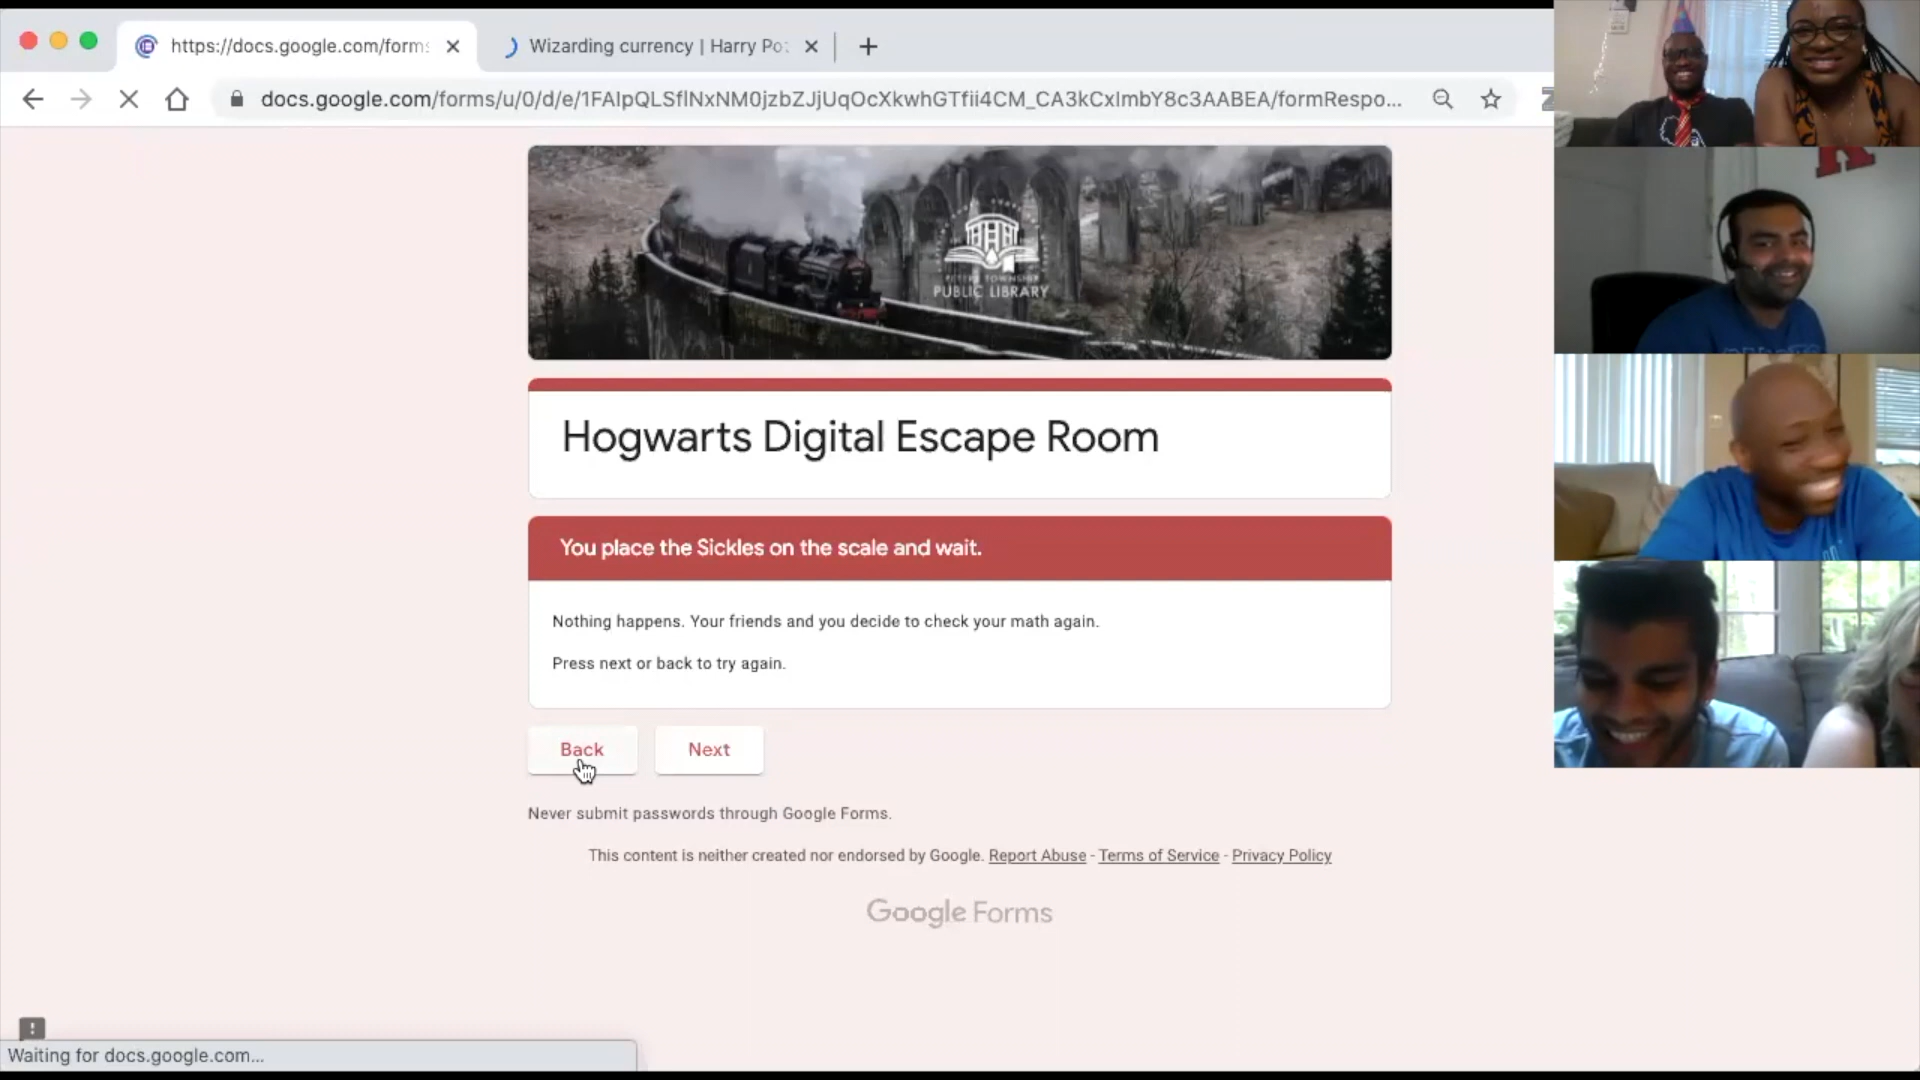 https://docs.google.com/form
Wizarding currency | Harry Po
docs.google.com/forms/u/0/d/e/1FAIpQLSflNxNM0jzbZJjUqOcXkwhGTfii4CM_CA3kCxImbY8c3AABEA/formRespo...
PETERS TOWNSHIP
PUBLIC LIBRARY
Hogwarts Digital Escape Room
You place the Sickles on the scale and wait.
Nothing happens. Your friends and you decide to check your math again.
Press next or back to try again.
Back
Next
Never submit passwords through Google Forms.
This content is neither created nor endorsed by Google. Report Abuse - Terms of Service - Privacy Policy
Google Forms
Waiting for docs.google.com...